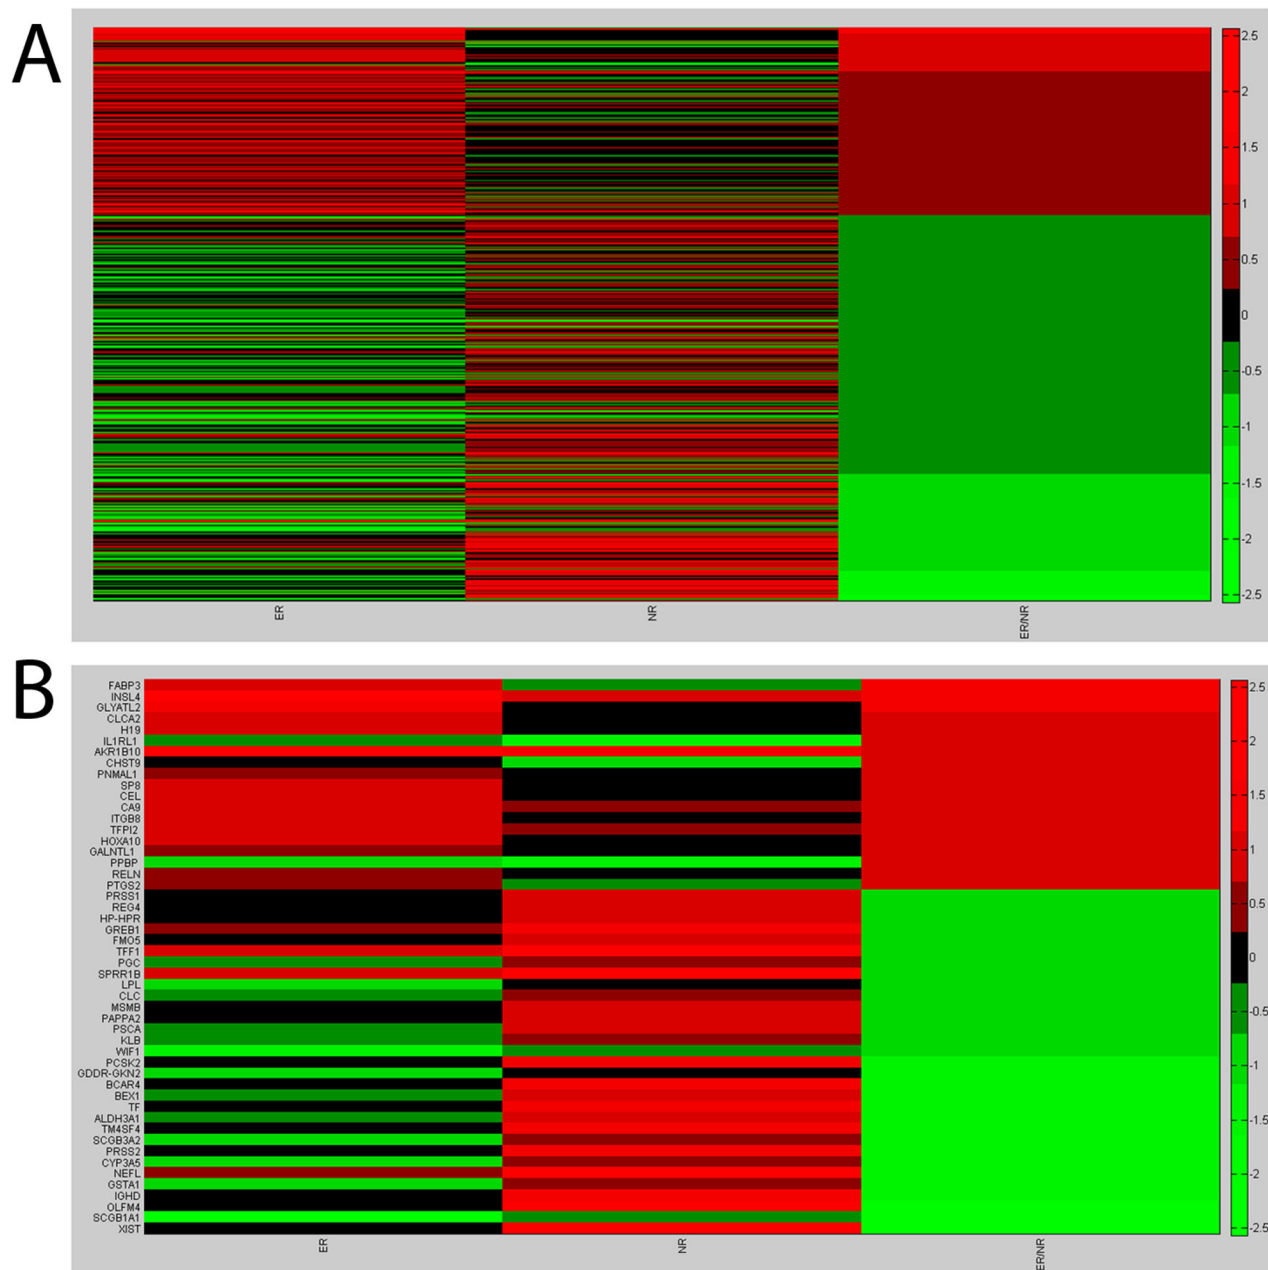 A
2.5
2
1.5
1
0.5
0
-0.5
-1
-1.5
-2
-2.5
ER
NR
ER/NR
B
FABP3
INSL4
GLYATL2
CLCA2
H19
IL1RL1
AKR1B10
CHST9
PNMAL1
SP8
CEL
CA9
ITGB8
TFPI2
HOXA10
GALNTL1
PPBP
RELN
PTGS2
PRSS1
REG4
HP-HPR
GREB1
FMO5
TFF1
PGC
SPRR1B
LPL
CLC
MSMB
PAPPA2
PSCA
KLB
WIF1
PCSK2
GDDR-GKN2
BCAR4
BEX1
TF
ALDH3A1
TM4SF4
SCGB3A2
PRSS2
CYP3A5
NEFL
GSTA1
IGHD
OLFM4
SCGB1A1
XIST
2.5
2
1.5
1
0.5
0
-0.5
-1
-1.5
-2
-2.5
ER
NR
ER/NR